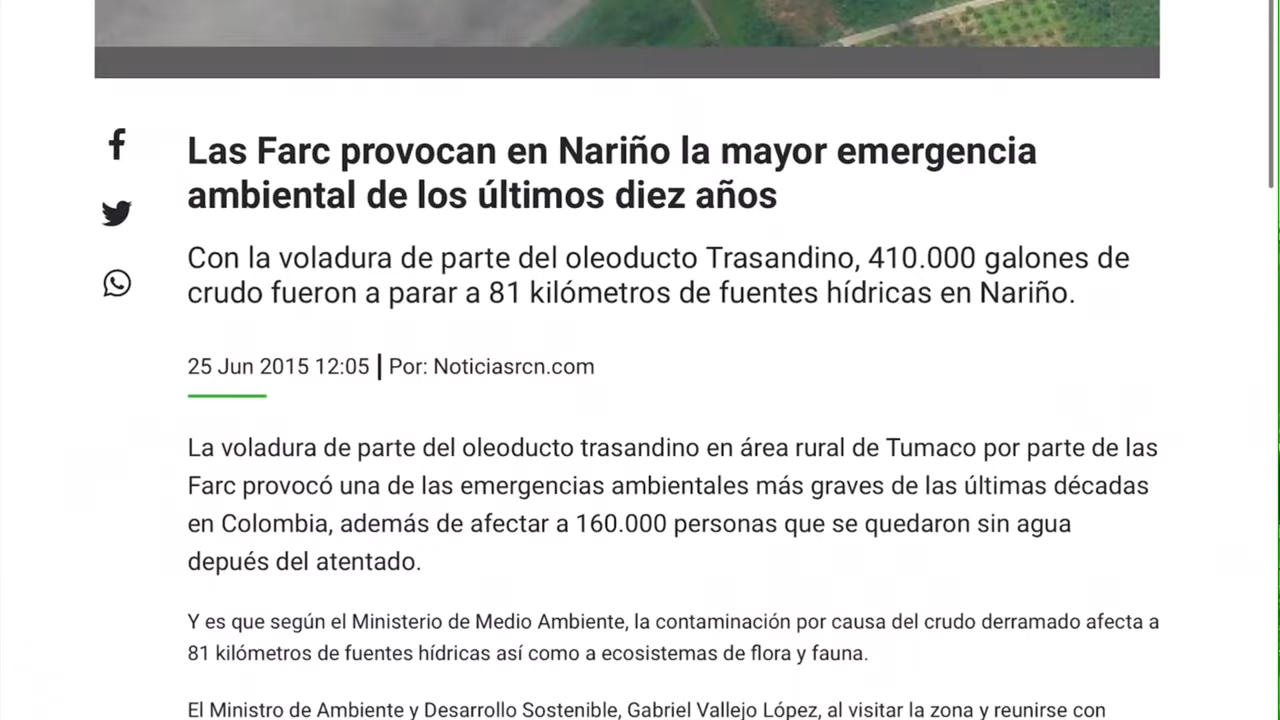 Las Farc provocan en Nariño la mayor emergencia
ambiental de los últimos diez años
Con la voladura de parte del oleoducto Trasandino, 410.000 galones de
crudo fueron a parar a 81 kilómetros de fuentes hídricas en Nariño.
25 Jun 2015 12:05 | Por: Noticiasrcn.com
La voladura de parte del oleoducto trasandino en área rural de Tumaco por parte de las
Farc provocó una de las emergencias ambientales más graves de las últimas décadas
en Colombia, además de afectar a 160.000 personas que se quedaron sin agua
depués del atentado.
Y es que según el Ministerio de Medio Ambiente, la contaminación por causa del crudo derramado afecta a
81 kilómetros de fuentes hídricas así como a ecosistemas de flora y fauna.
El Ministro de Ambiente y Desarrollo Sostenible, Gabriel Vallejo López, al visitar la zona y reunirse con